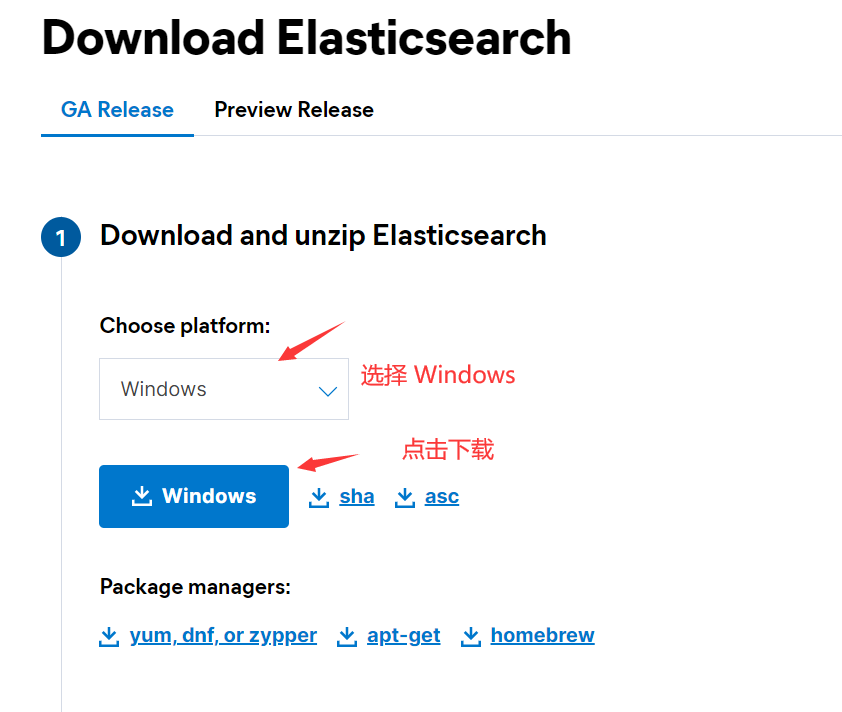 Download Elasticsearch
GA Release Preview Release
1 Download and unzip Elasticsearch
Choose platform:
Windows
选择 Windows
点击下载
Windows sha asc
Package managers:
yum, dnf, or zypper apt-get homebrew